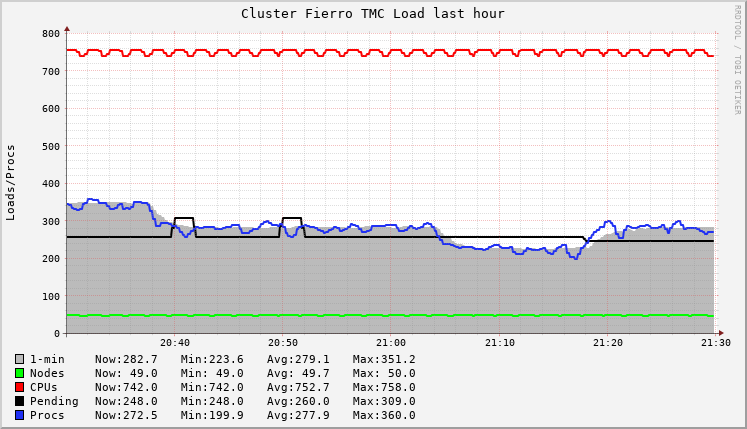 Cluster Fierro TMC Load last hour
RRDTOOL / TOBI OETIKER
Loads/Procs
800
700
600
500
400
300
200
100
0
20:40 20:50 21:00 21:10 21:20 21:30
1-min Now:282.7 Min:223.6 Avg:279.1 Max:351.2
Nodes Now: 49.0 Min: 49.0 Avg: 49.7 Max: 50.0
CPUs Now:742.0 Min:742.0 Avg:752.7 Max:758.0
Pending Now:248.0 Min:248.0 Avg:260.0 Max:309.0
Procs Now:272.5 Min:199.9 Avg:277.9 Max:360.0